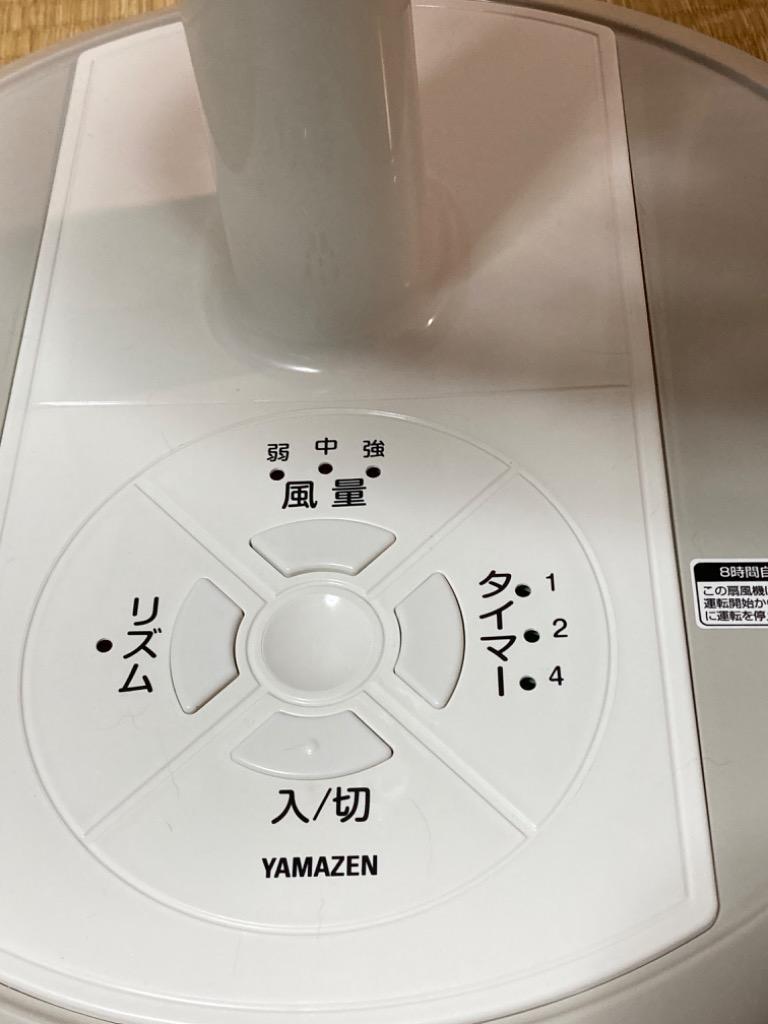 弱 中 強
風量
リズム
タイマー
1
2
4
入/切
YAMAZEN
8時間自
この扇風機
運転開始か
に運転を停